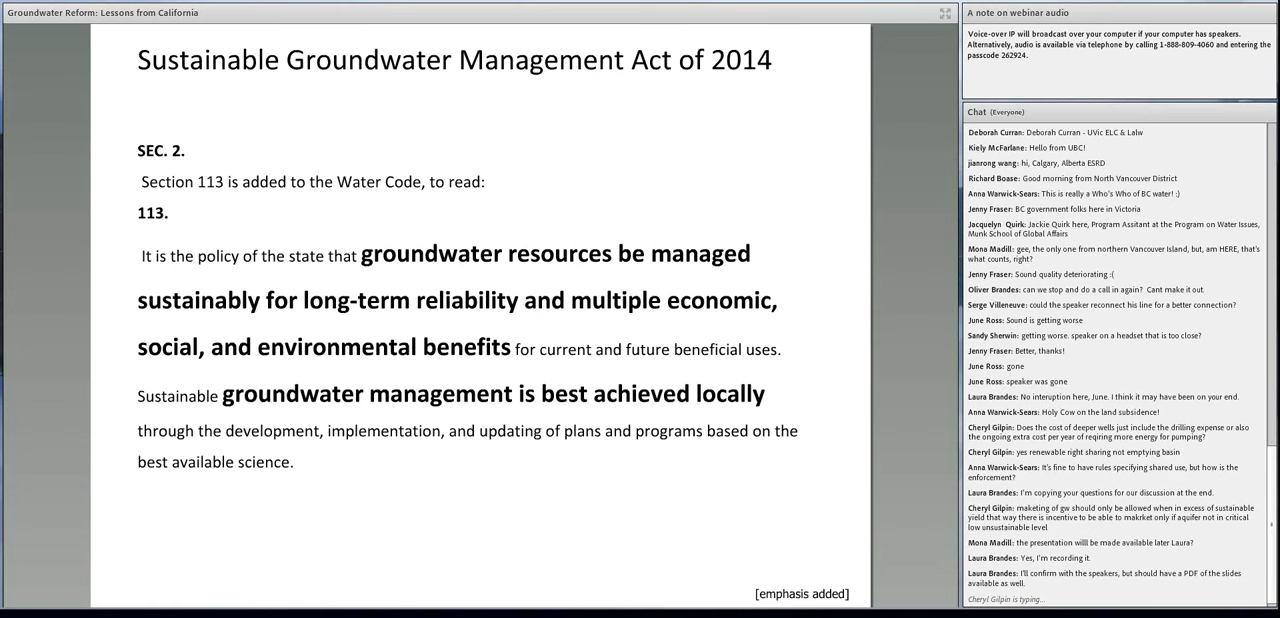 Groundwater Reform: Lessons from California
Sustainable Groundwater Management Act of 2014
SEC. 2.
Section 113 is added to the Water Code, to read:
113.
It is the policy of the state that groundwater resources be managed
sustainably for long-term reliability and multiple economic,
social, and environmental benefits for current and future beneficial uses.
Sustainable groundwater management is best achieved locally
through the development, implementation, and updating of plans and programs based on the
best available science.
[emphasis added]
A note on webinar audio
Voice-over IP will broadcast over your computer if your computer has speakers.
Alternatively, audio is available via telephone by calling 1-888-809-4060 and entering the
passcode 262924.
Chat (Everyone)
Deborah Curran: Deborah Curran - UVic ELC & Lalw
Kiely McFarlane: Hello from UBC!
jianrong wang: hi, Calgary, Alberta ESRD
Richard Boase: Good morning from North Vancouver District
Anna Warwick-Sears: This is really a Who's Who of BC water! :)
Jenny Fraser: BC government folks here in Victoria
Jacquelyn Quirk: Jackie Quirk here, Program Assitant at the Program on Water Issues,
Munk School of Global Affairs
Mona Madill: gee, the only one from northern Vancouver Island, but, am HERE, that's
what counts, right?
Jenny Fraser: Sound quality deteriorating :(
Oliver Brandes: can we stop and do a call in again? Cant make it out.
Serge Villeneuve: could the speaker reconnect his line for a better connection?
June Ross: Sound is getting worse
Sandy Sherwin: getting worse. speaker on a headset that is too close?
Jenny Fraser: Better, thanks!
June Ross: gone
June Ross: speaker was gone
Laura Brandes: No interuption here, June. I think it may have been on your end.
Anna Warwick-Sears: Holy Cow on the land subsidence!
Cheryl Gilpin: Does the cost of deeper wells just include the drilling expense or also
the ongoing extra cost per year of reqiring more energy for pumping?
Cheryl Gilpin: yes renewable right sharing not emptying basin
Anna Warwick-Sears: It's fine to have rules specifying shared use, but how is the
enforcement?
Laura Brandes: I'm copying your questions for our discussion at the end.
Cheryl Gilpin: maketing of gw should only be allowed when in excess of sustainable
yield that way there is incentive to be able to makrket only if aquifer not in critical
low unsustainable level
Mona Madill: the presentation willl be made available later Laura?
Laura Brandes: Yes, I'm recording it.
Laura Brandes: I'll confirm with the speakers, but should have a PDF of the slides
available as well.
Cheryl Gilpin is typing...